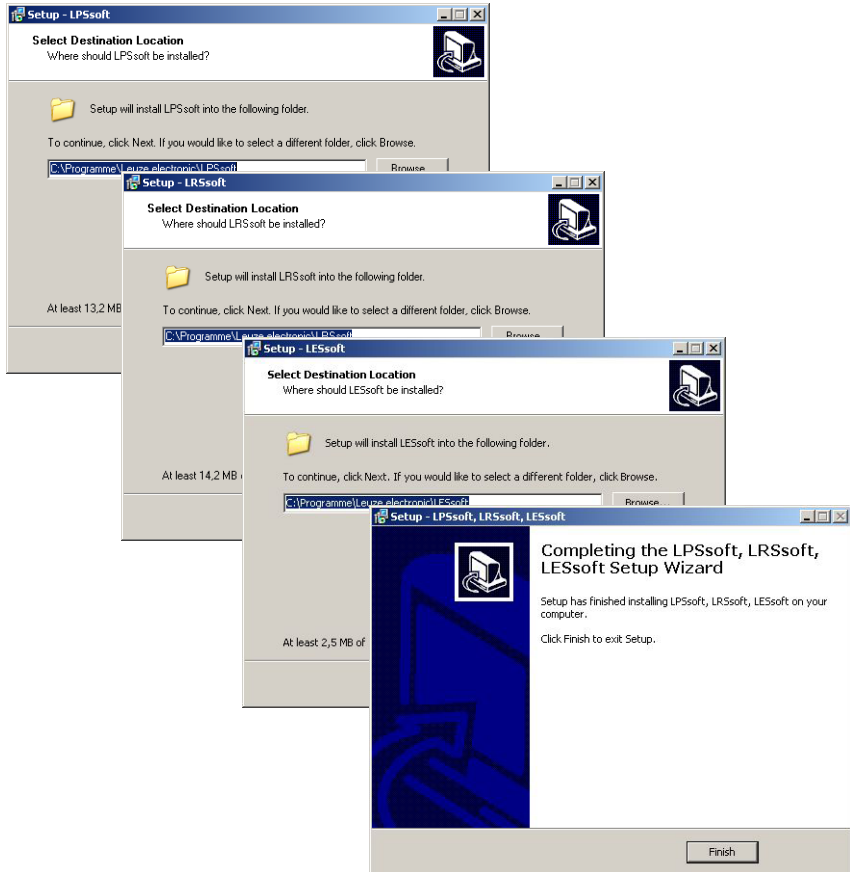 Setup - LPSsoft
Select Destination Location
Where should LPSsoft be installed?
Setup will install LPSsoft into the following folder.
To continue, click Next. If you would like to select a different folder, click Browse.
C:\Programme\Leuze electronic\LPSsoft
Browse...
At least 13,2 MB
Setup - LRSsoft
Select Destination Location
Where should LRSsoft be installed?
Setup will install LRSsoft into the following folder.
To continue, click Next. If you would like to select a different folder, click Browse.
C:\Programme\Leuze electronic\LRSsoft
Browse...
At least 14,2 MB
Setup - LESsoft
Select Destination Location
Where should LESsoft be installed?
Setup will install LESsoft into the following folder.
To continue, click Next. If you would like to select a different folder, click Browse.
C:\Programme\Leuze electronic\LESsoft
Browse...
At least 2,5 MB of
Setup - LPSsoft, LRSsoft, LESsoft
Completing the LPSsoft, LRSsoft,
LESsoft Setup Wizard
Setup has finished installing LPSsoft, LRSsoft, LESsoft on your
computer.
Click Finish to exit Setup.
Finish